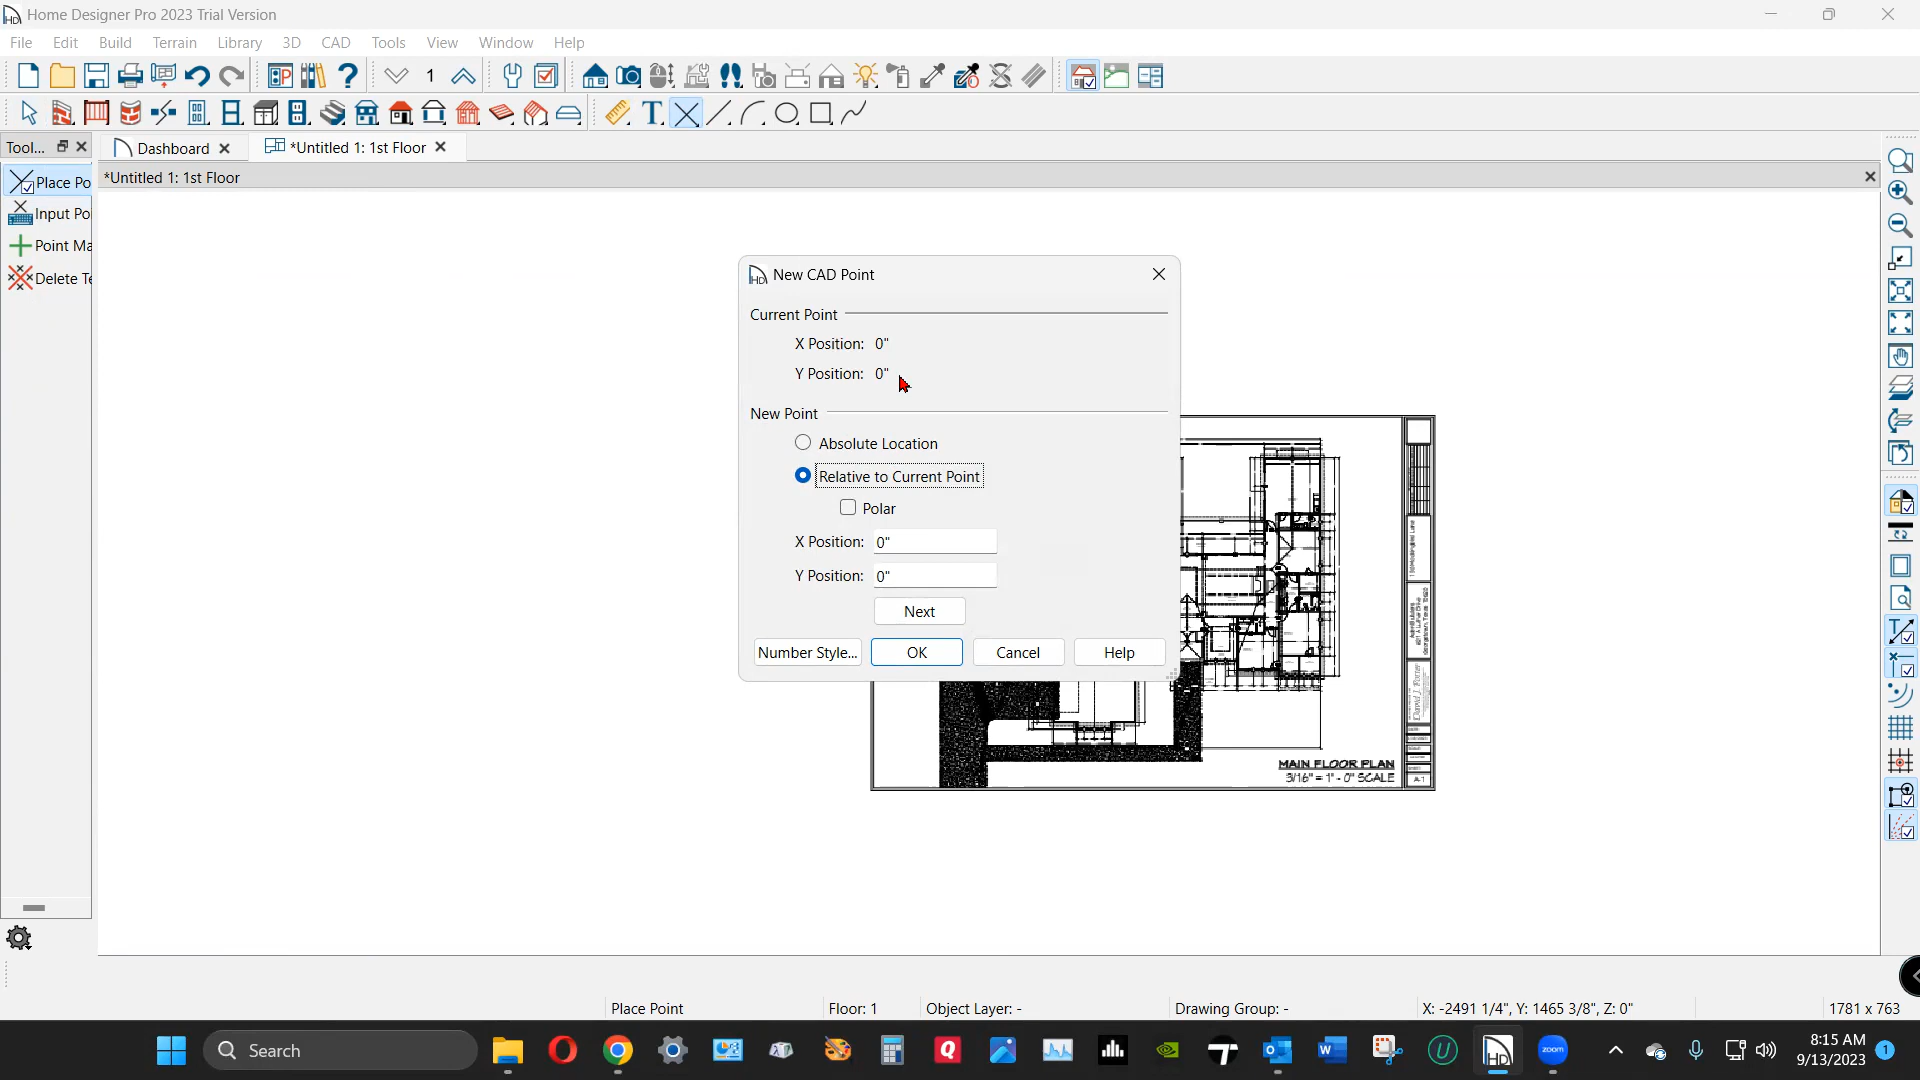 Home Designer Pro 2023 Trial Version
File Edit Build Terrain Library 3D CAD Tools View Window Help
1
Tool... Dashboard *Untitled 1: 1st Floor
*Untitled 1: 1st Floor
Place Po
Input Po
Point Ma
Delete Te
New CAD Point
Current Point
X Position: 0"
Y Position: 0"
New Point
Absolute Location
Relative to Current Point
Polar
X Position: 0"
Y Position: 0"
Next
Number Style... OK Cancel Help
MAIN FLOOR PLAN
3/16" = 1' - 0" SCALE
A-1
Place Point Floor: 1 Object Layer: - Drawing Group: - X: -2491 1/4", Y: 1465 3/8", Z: 0" 1781 x 763
Search
zoom
8:15 AM
9/13/2023
1